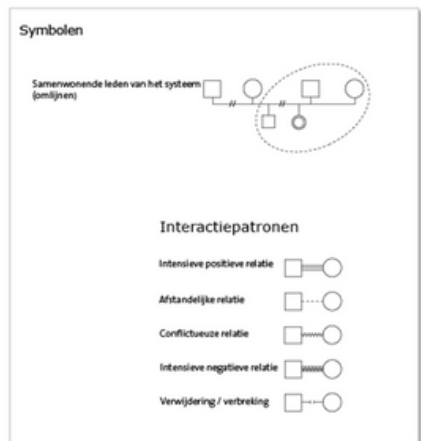 Symbolen
Samenwonende leden van het systeem
(omlijnen)
Interactiepatronen
Intensieve positieve relatie
Afstandelijke relatie
Conflictueuze relatie
Intensieve negatieve relatie
Verwijdering / verbreking